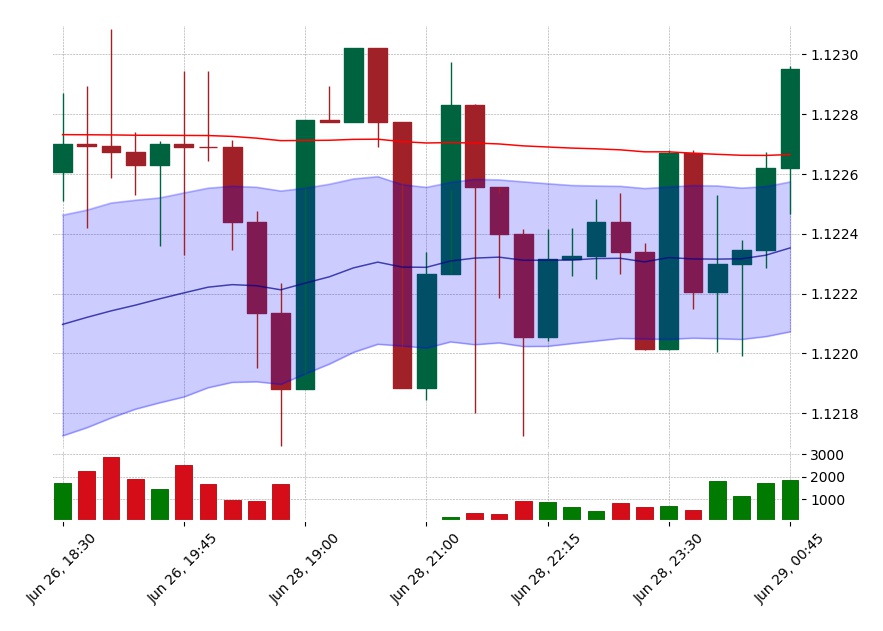 1.1230
1.1228
1.1226
1.1224
1.1222
1.1220
1.1218
3000
2000
1000
Jun 26, 18:30
Jun 26, 19:45
Jun 28, 19:00
Jun 28, 21:00
Jun 28, 22:15
Jun 28, 23:30
Jun 29, 00:45